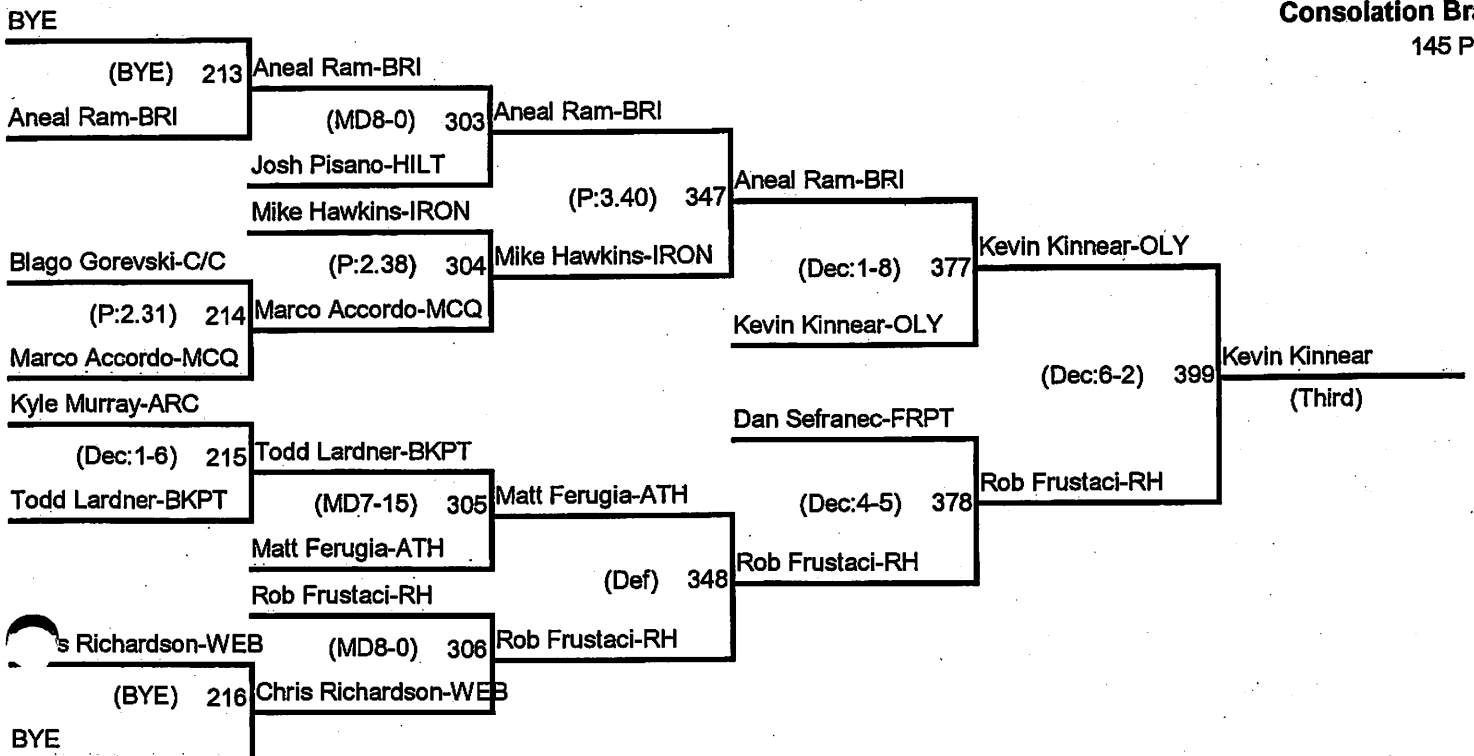 BYE
Consolation Bra
145 P
(BYE) 213
Aneal Ram-BRI
Aneal Ram-BRI
(MD8-0) 303
Aneal Ram-BRI
Josh Pisano-HILT
Mike Hawkins-IRON
(P:3.40) 347
Aneal Ram-BRI
Blago Gorevski-C/C
(P:2.38) 304
Mike Hawkins-IRON
(Dec:1-8) 377
Kevin Kinnear-OLY
(P:2.31) 214
Marco Accordo-MCQ
Kevin Kinnear-OLY
Marco Accordo-MCQ
Kyle Murray-ARC
(Dec:6-2) 399
Kevin Kinnear
(Third)
Dan Sefranec-FRPT
(Dec:1-6) 215
Todd Lardner-BKPT
Todd Lardner-BKPT
(MD7-15) 305
Matt Ferugia-ATH
(Dec:4-5) 378
Rob Frustaci-RH
Matt Ferugia-ATH
(Def) 348
Rob Frustaci-RH
Rob Frustaci-RH
s Richardson-WEB
(MD8-0) 306
Rob Frustaci-RH
(BYE) 216
Chris Richardson-WEB
BYE